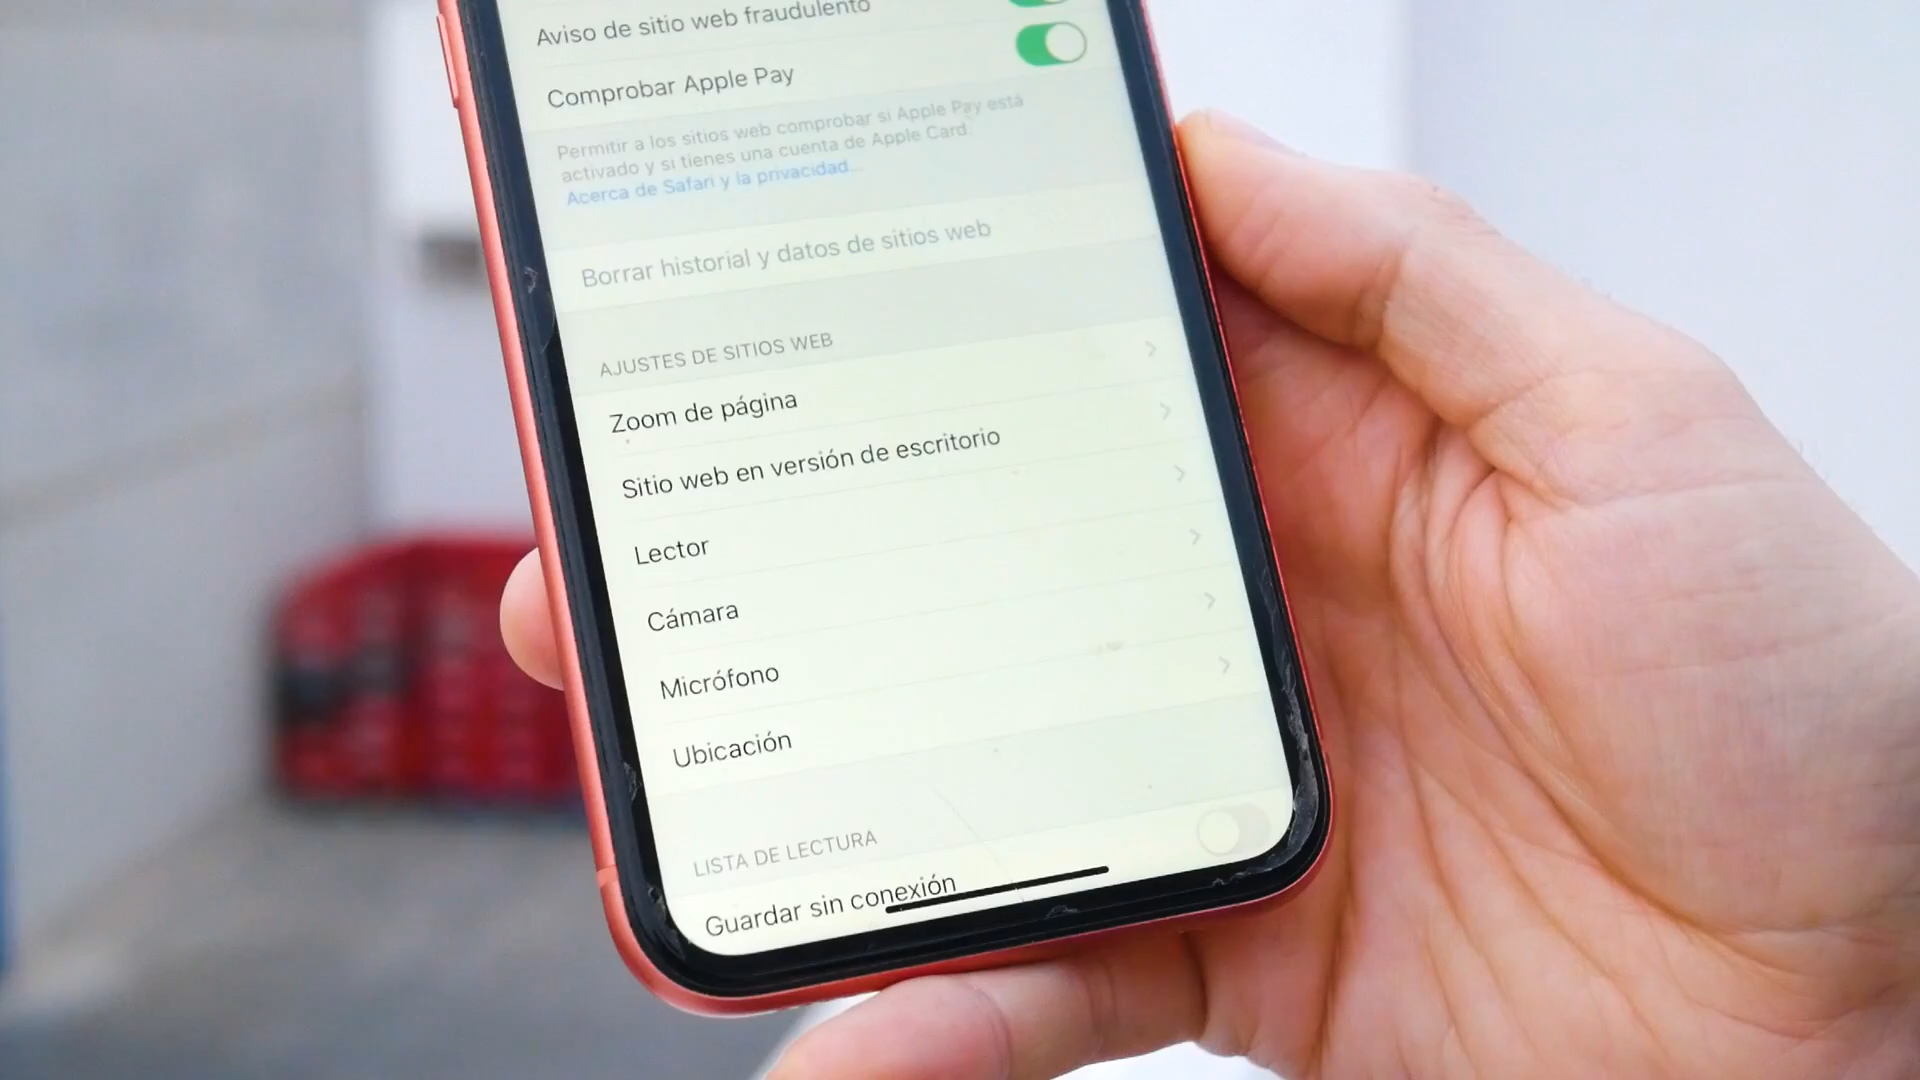 Aviso de sitio web fraudulento
Comprobar Apple Pay
Permitir a los sitios web comprobar si Apple Pay está
activado y si tienes una cuenta de Apple Card.
Acerca de Safari y la privacidad...
Borrar historial y datos de sitios web
AJUSTES DE SITIOS WEB
Zoom de página
Sitio web en versión de escritorio
Lector
Cámara
Micrófono
Ubicación
LISTA DE LECTURA
Guardar sin conexión